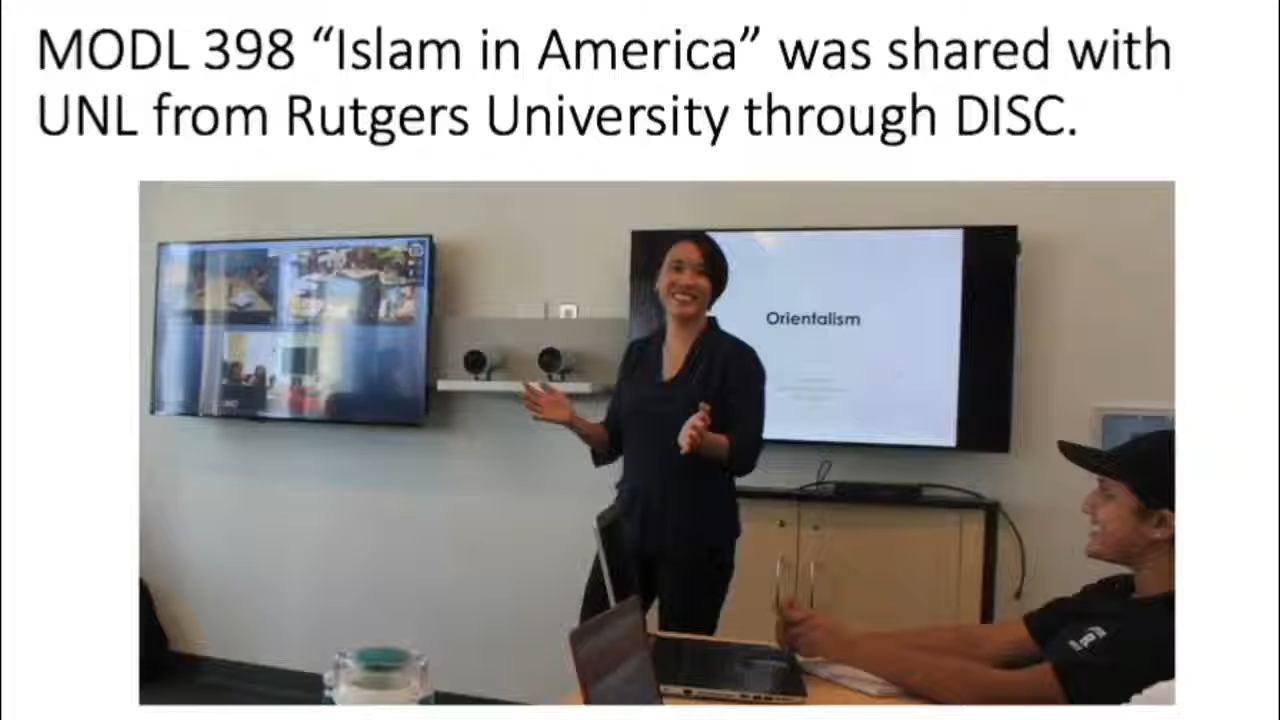 MODL 398 “Islam in America” was shared with
UNL from Rutgers University through DISC.
Orientalism